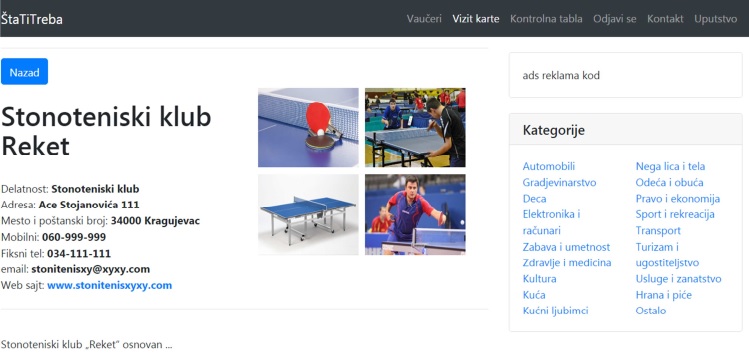 ŠtaTiTreba
Vaučeri Vizit karte Kontrolna tabla Odjavi se Kontakt Uputstvo
Nazad
Stonoteniski klub
Reket
Delatnost: Stonoteniski klub
Adresa: Ace Stojanovića 111
Mesto i poštanski broj: 34000 Kragujevac
Mobilni: 060-999-999
Fiksni tel: 034-111-111
email: stonitenisxy@xyxy.com
Web sajt: www.stonitenisxyxy.com
Stonoteniski klub „Reket” osnovan ...
ads reklama kod
Kategorije
Automobili
Gradjevinarstvo
Deca
Elektronika i
računari
Zabava i umetnost
Zdravlje i medicina
Kultura
Kuća
Kućni ljubimci
Nega lica i tela
Odeća i obuća
Pravo i ekonomija
Sport i rekreacija
Transport
Turizam i
ugostiteljstvo
Usluge i zanatstvo
Hrana i piće
Ostalo